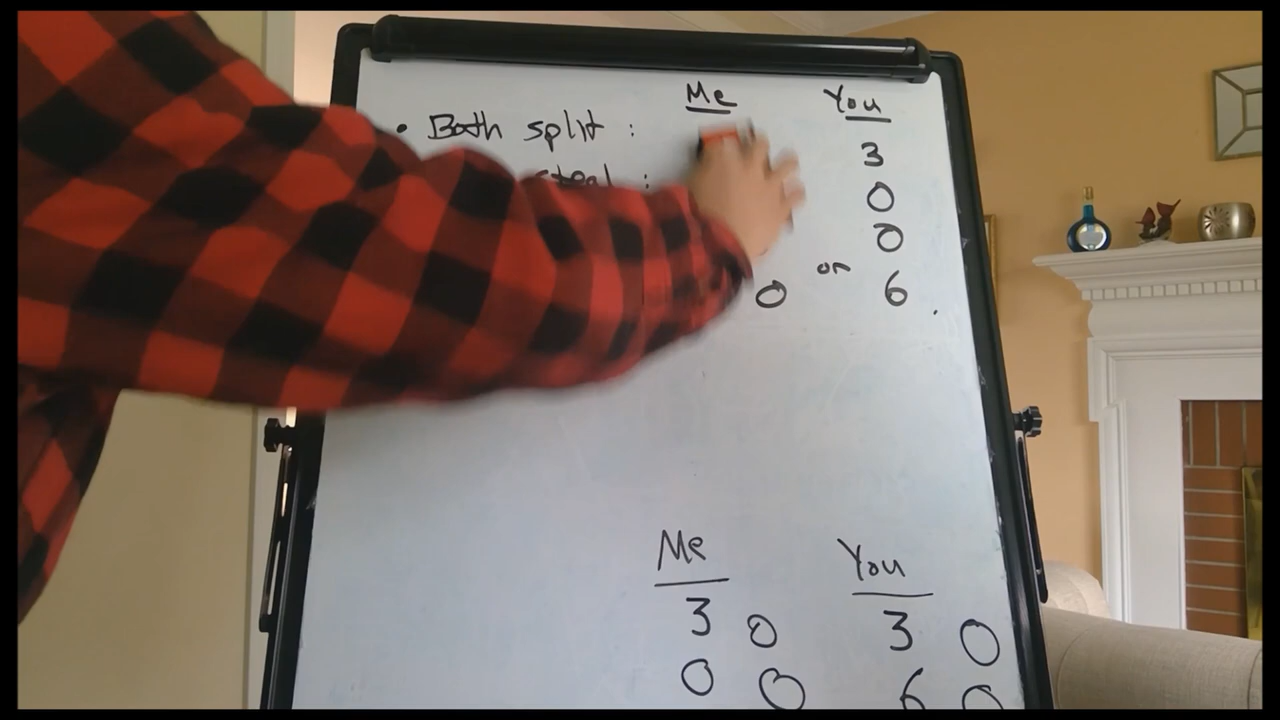 Me You
• Both split : 3
steal : 0
0
0 or 6 .
Me You
3 0 3 0
0 0 6 0